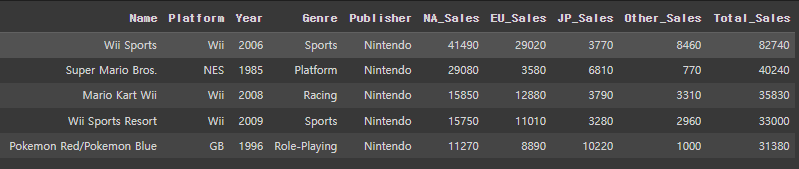 Name Platform Year Genre Publisher NA_Sales EU_Sales JP_Sales Other_Sales Total_Sales
Wii Sports Wii 2006 Sports Nintendo 41490 29020 3770 8460 82740
Super Mario Bros. NES 1985 Platform Nintendo 29080 3580 6810 770 40240
Mario Kart Wii Wii 2008 Racing Nintendo 15850 12880 3790 3310 35830
Wii Sports Resort Wii 2009 Sports Nintendo 15750 11010 3280 2960 33000
Pokemon Red/Pokemon Blue GB 1996 Role-Playing Nintendo 11270 8890 10220 1000 31380